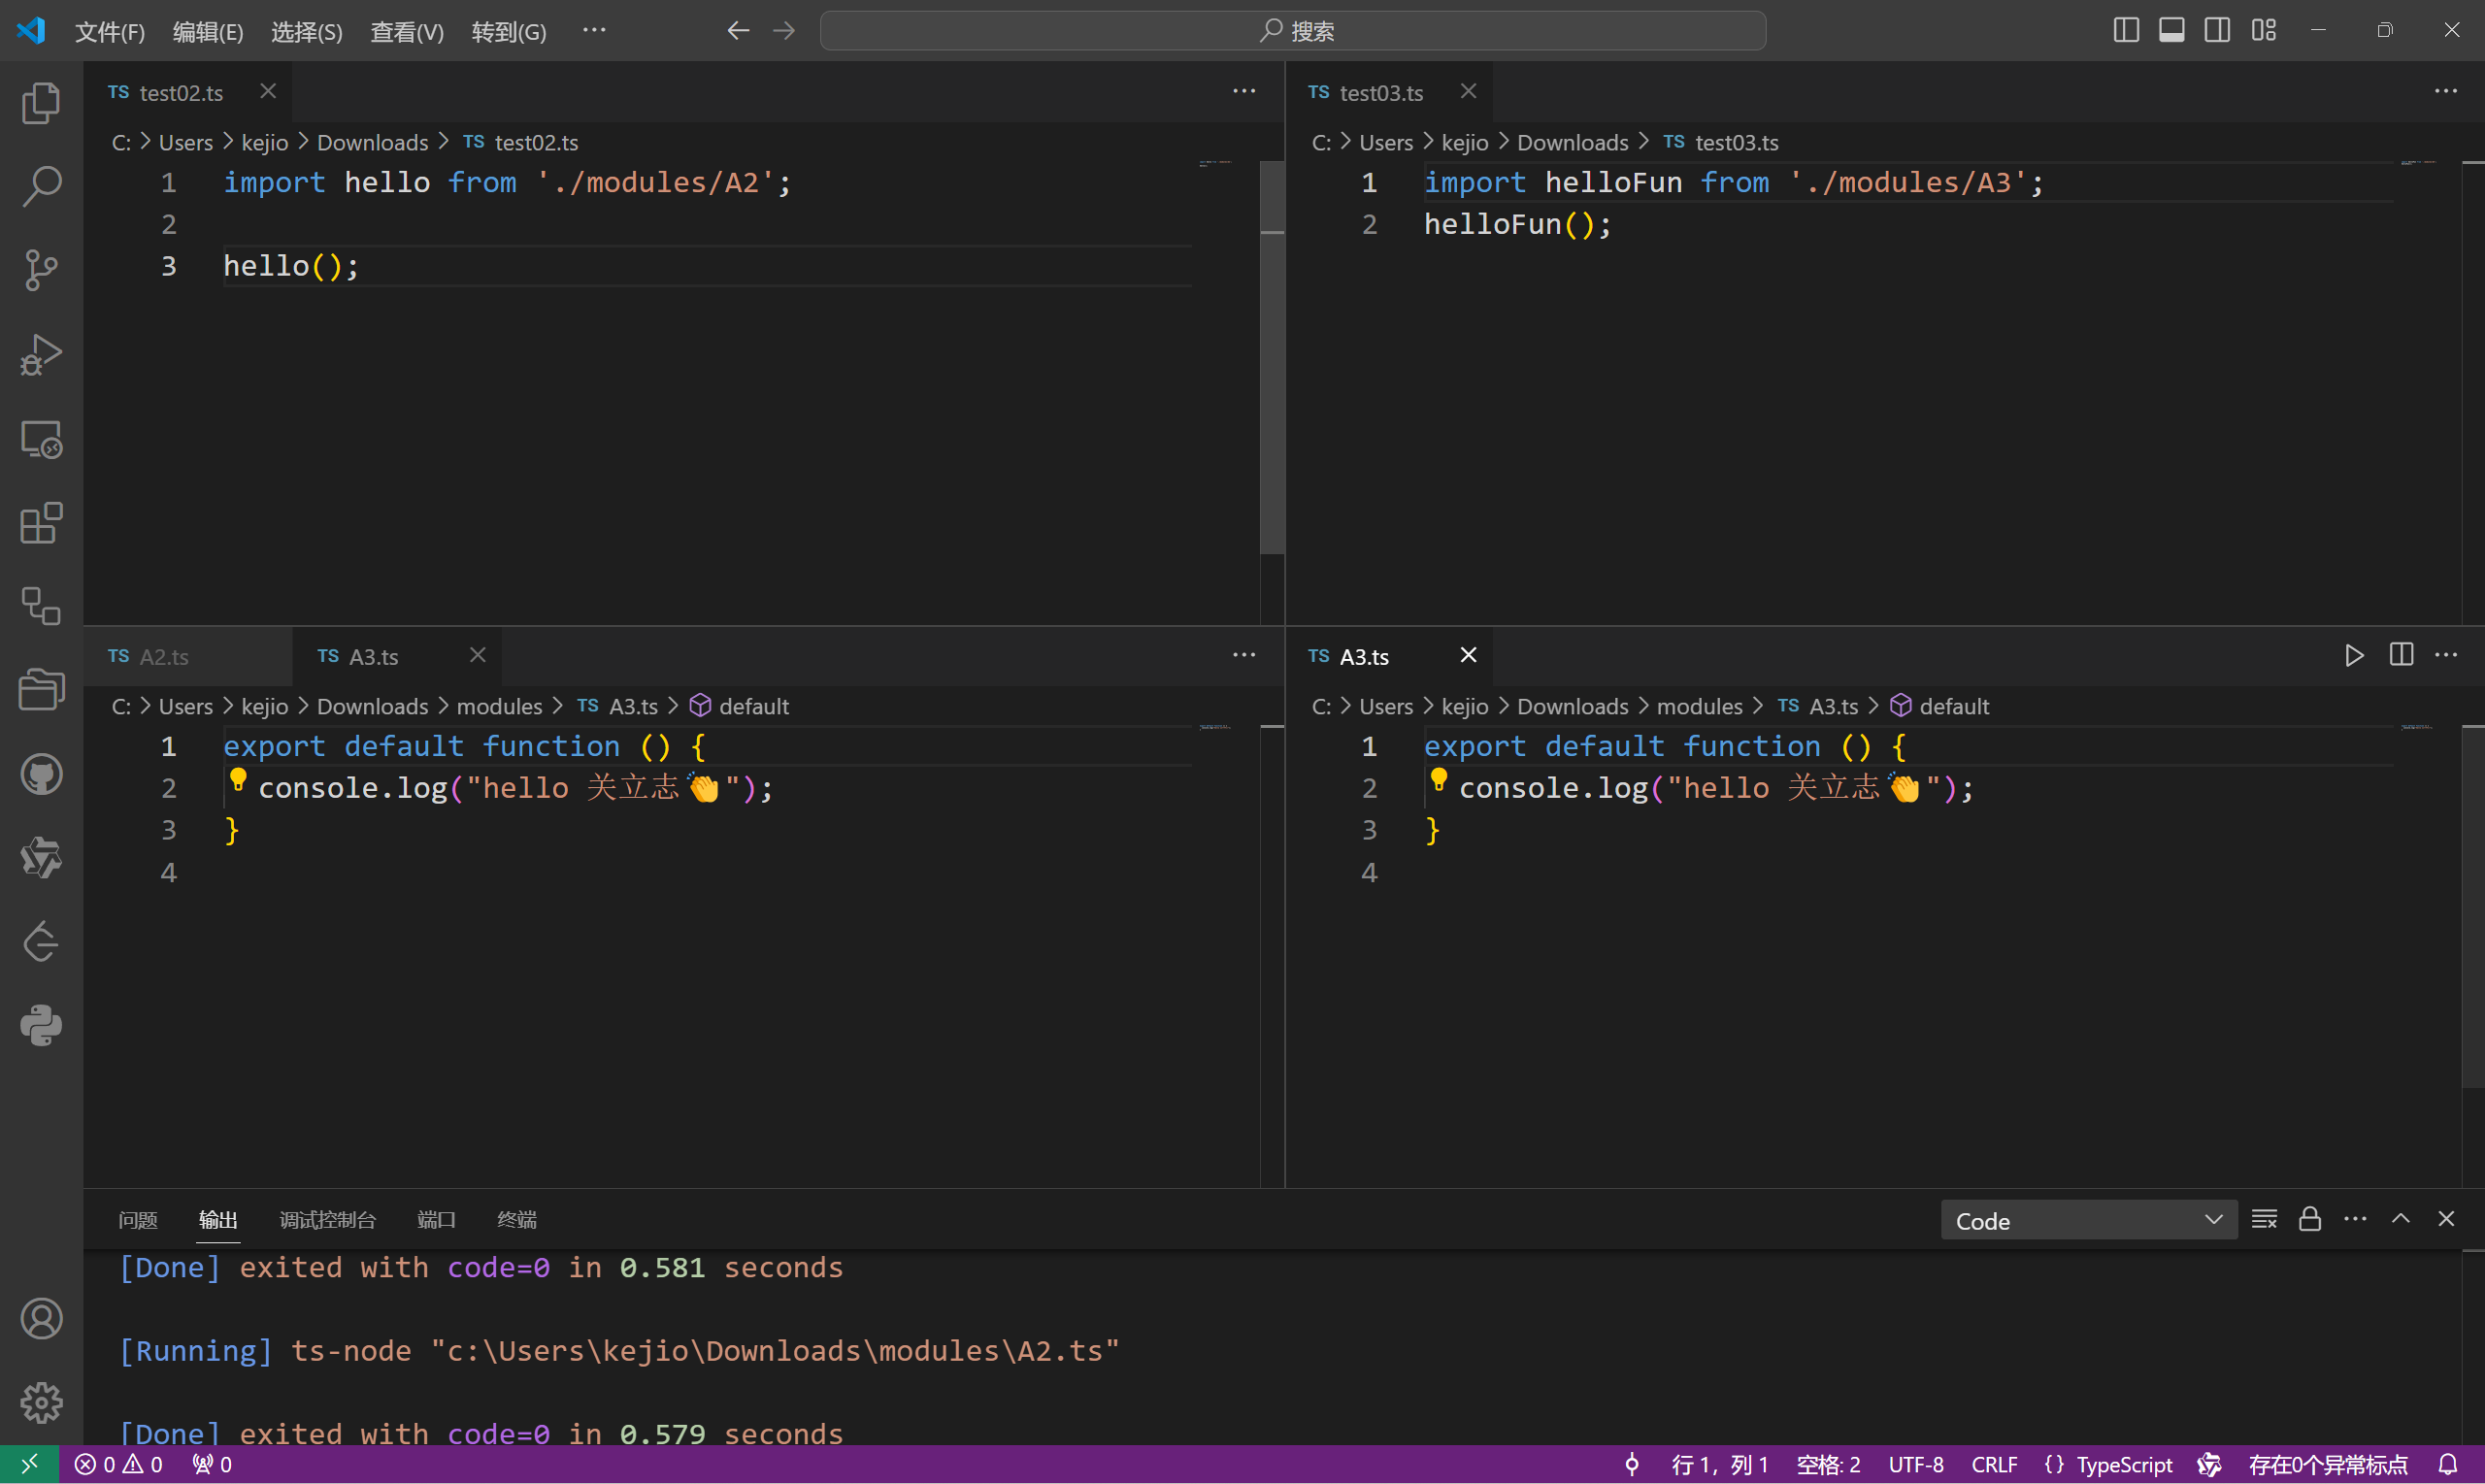 文件(F) 编辑(E) 选择(S) 查看(V) 转到(G) ··· 搜索
TS test02.ts
C: > Users > kejio > Downloads > TS test02.ts
1 import hello from './modules/A2';
2
3 hello();
TS test03.ts
C: > Users > kejio > Downloads > TS test03.ts
1 import helloFun from './modules/A3';
2 helloFun();
TS A2.ts TS A3.ts
C: > Users > kejio > Downloads > modules > TS A3.ts > default
1 export default function () {
2 console.log("hello 关立志👏");
3 }
4
TS A3.ts
C: > Users > kejio > Downloads > modules > TS A3.ts > default
1 export default function () {
2 console.log("hello 关立志👏");
3 }
4
问题 输出 调试控制台 端口 终端 Code
[Done] exited with code=0 in 0.581 seconds
[Running] ts-node "c:\Users\kejio\Downloads\modules\A2.ts"
[Done] exited with code=0 in 0.579 seconds
0 0 0 行 1，列 1 空格: 2 UTF-8 CRLF {} TypeScript 存在0个异常标点